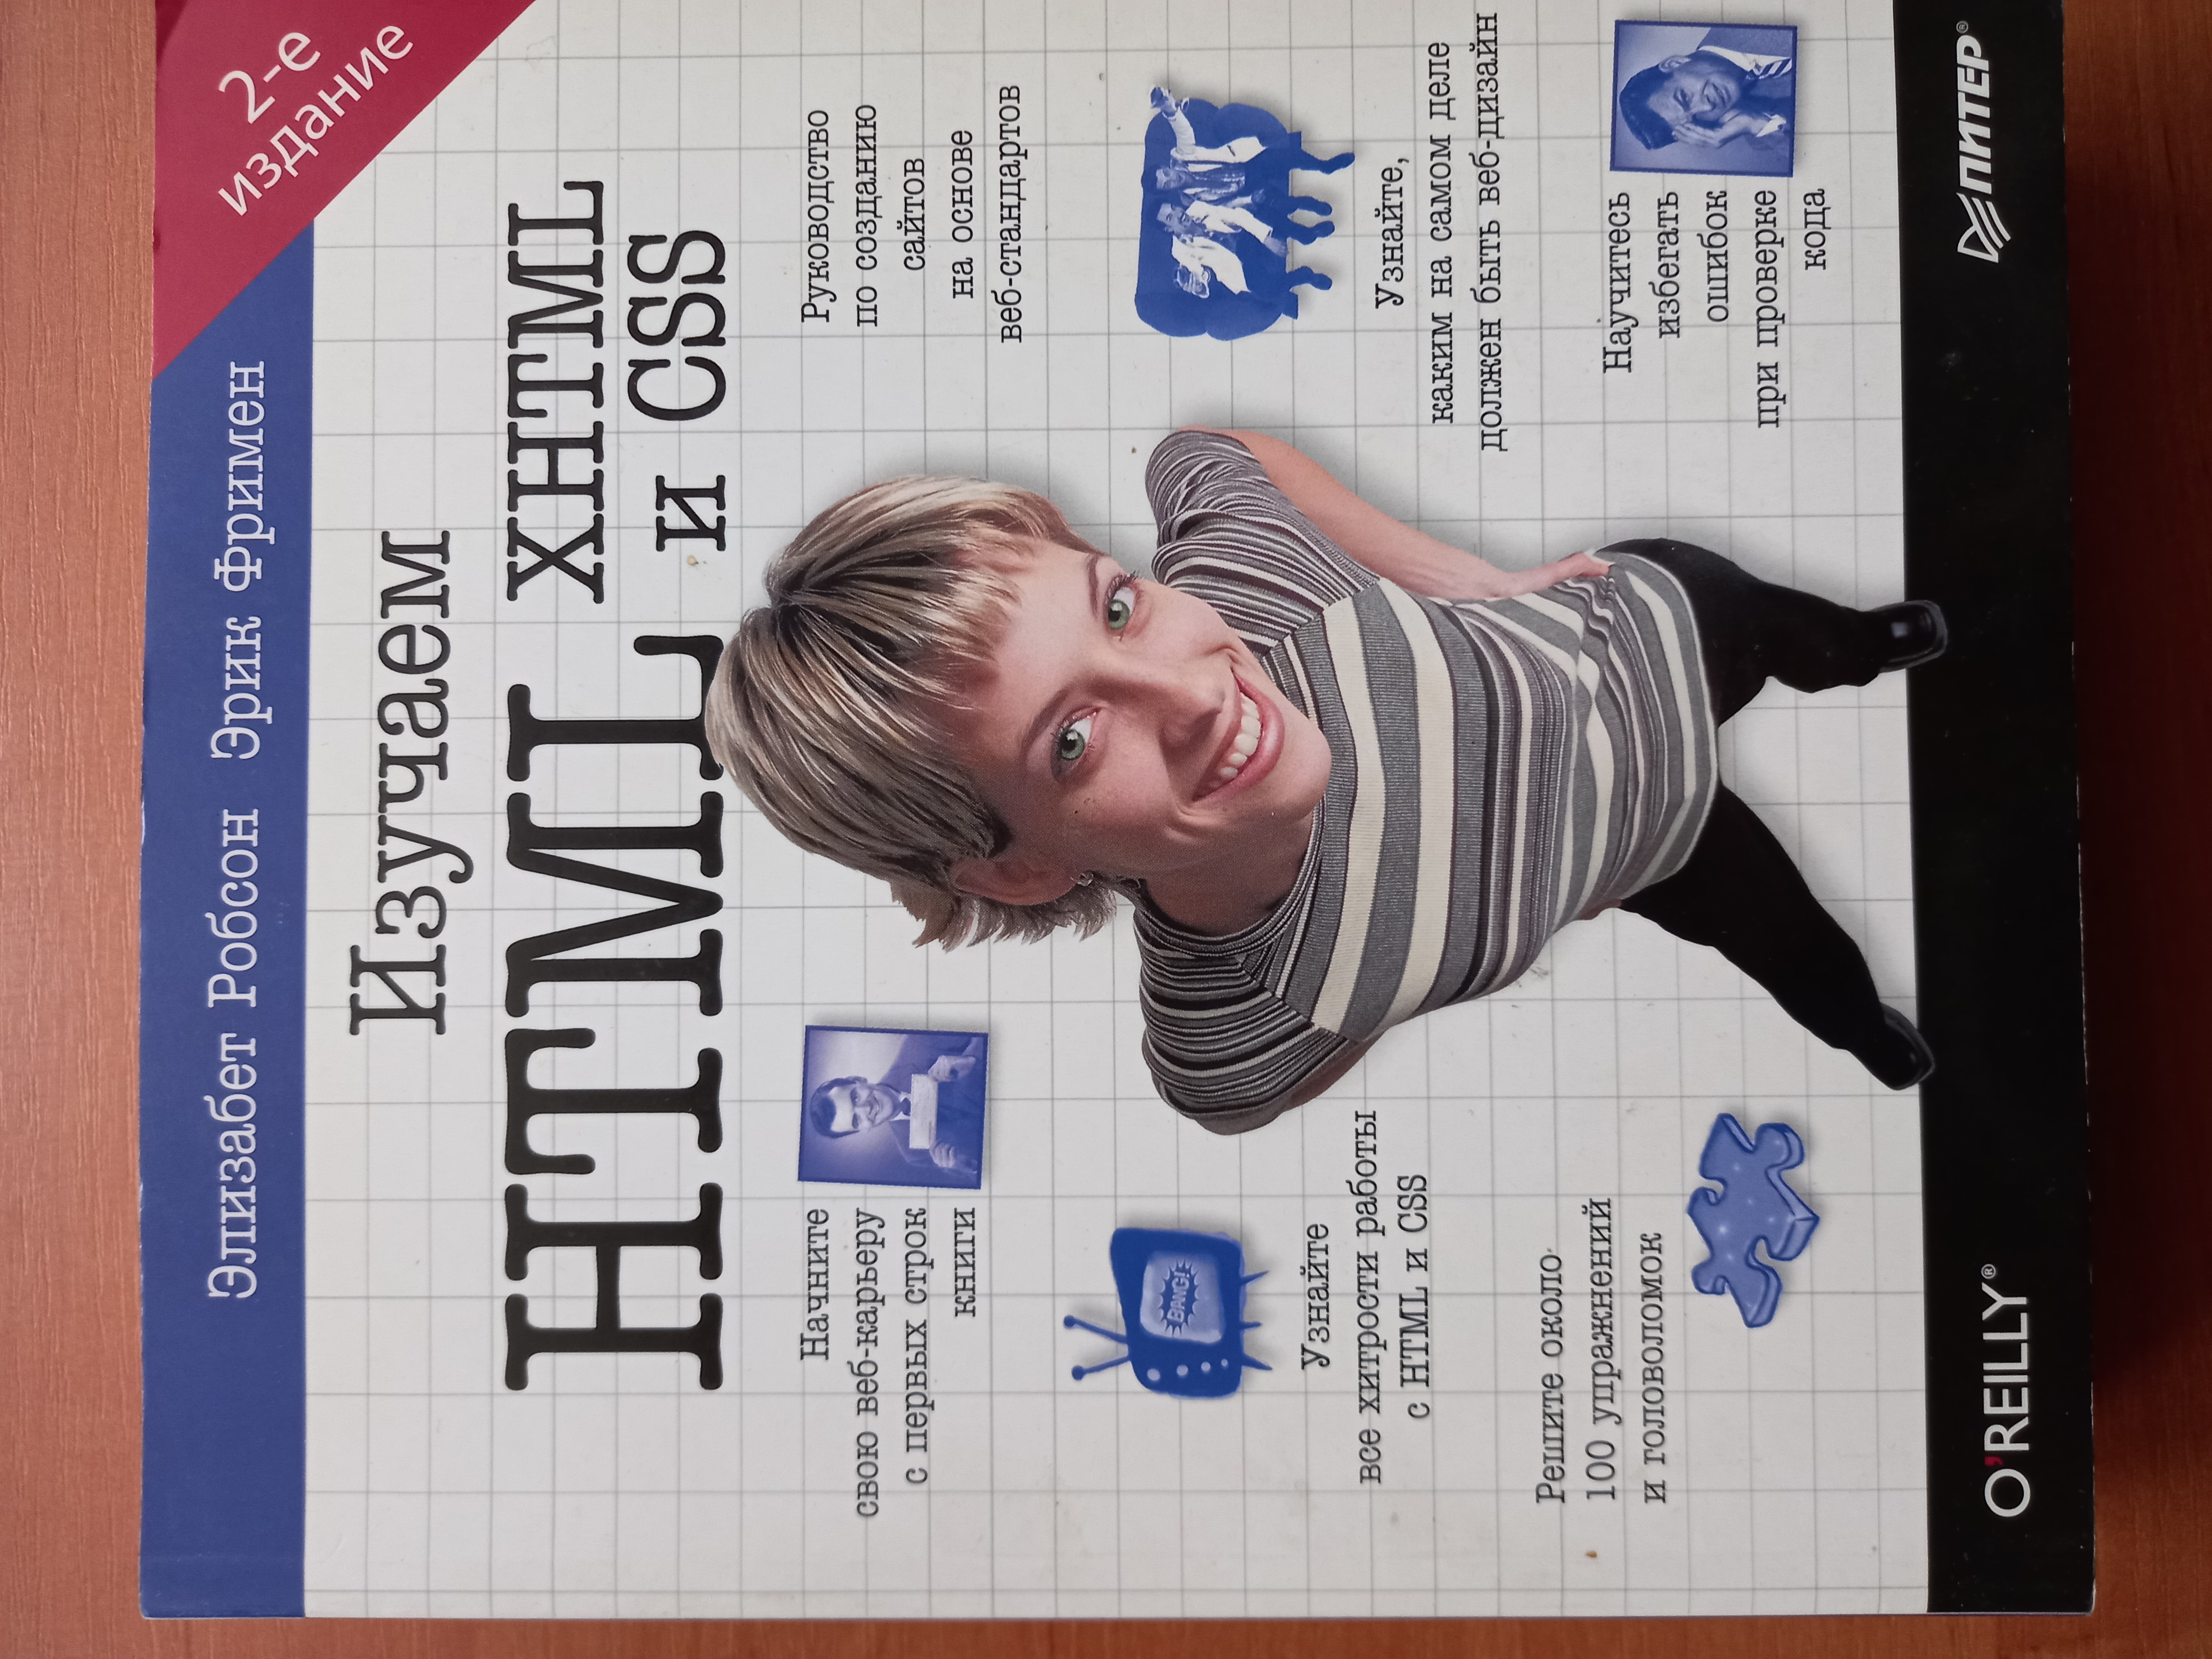 Элизабет Робсон Эрик Фримен
2-е
издание
Изучаем
HTML XHTML
и CSS
Начните
свою веб-карьеру
с первых строк
книги
Руководство
по созданию
сайтов
на основе
веб-стандартов
BANG!
Узнайте
все хитрости работы
с HTML и CSS
Узнайте,
каким на самом деле
должен быть веб-дизайн
Решите около
100 упражнений
и головоломок
Научитесь
избегать
ошибок
при проверке
кода
O'REILLY®
ПИТЕР®